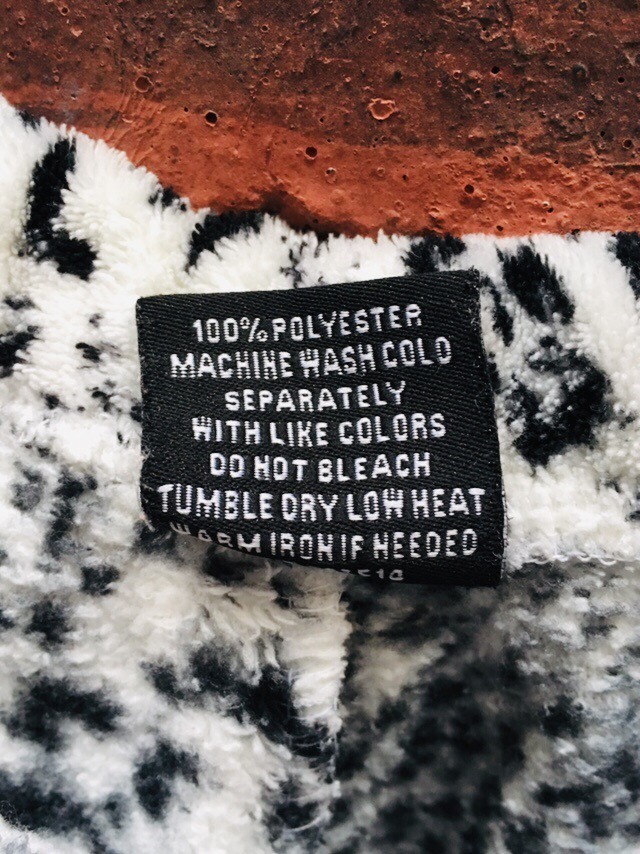 100% POLYESTER
MACHINE WASH COLD
SEPARATELY
WITH LIKE COLORS
DO NOT BLEACH
TUMBLE DRY LOW HEAT
WARM IRON IF NEEDED